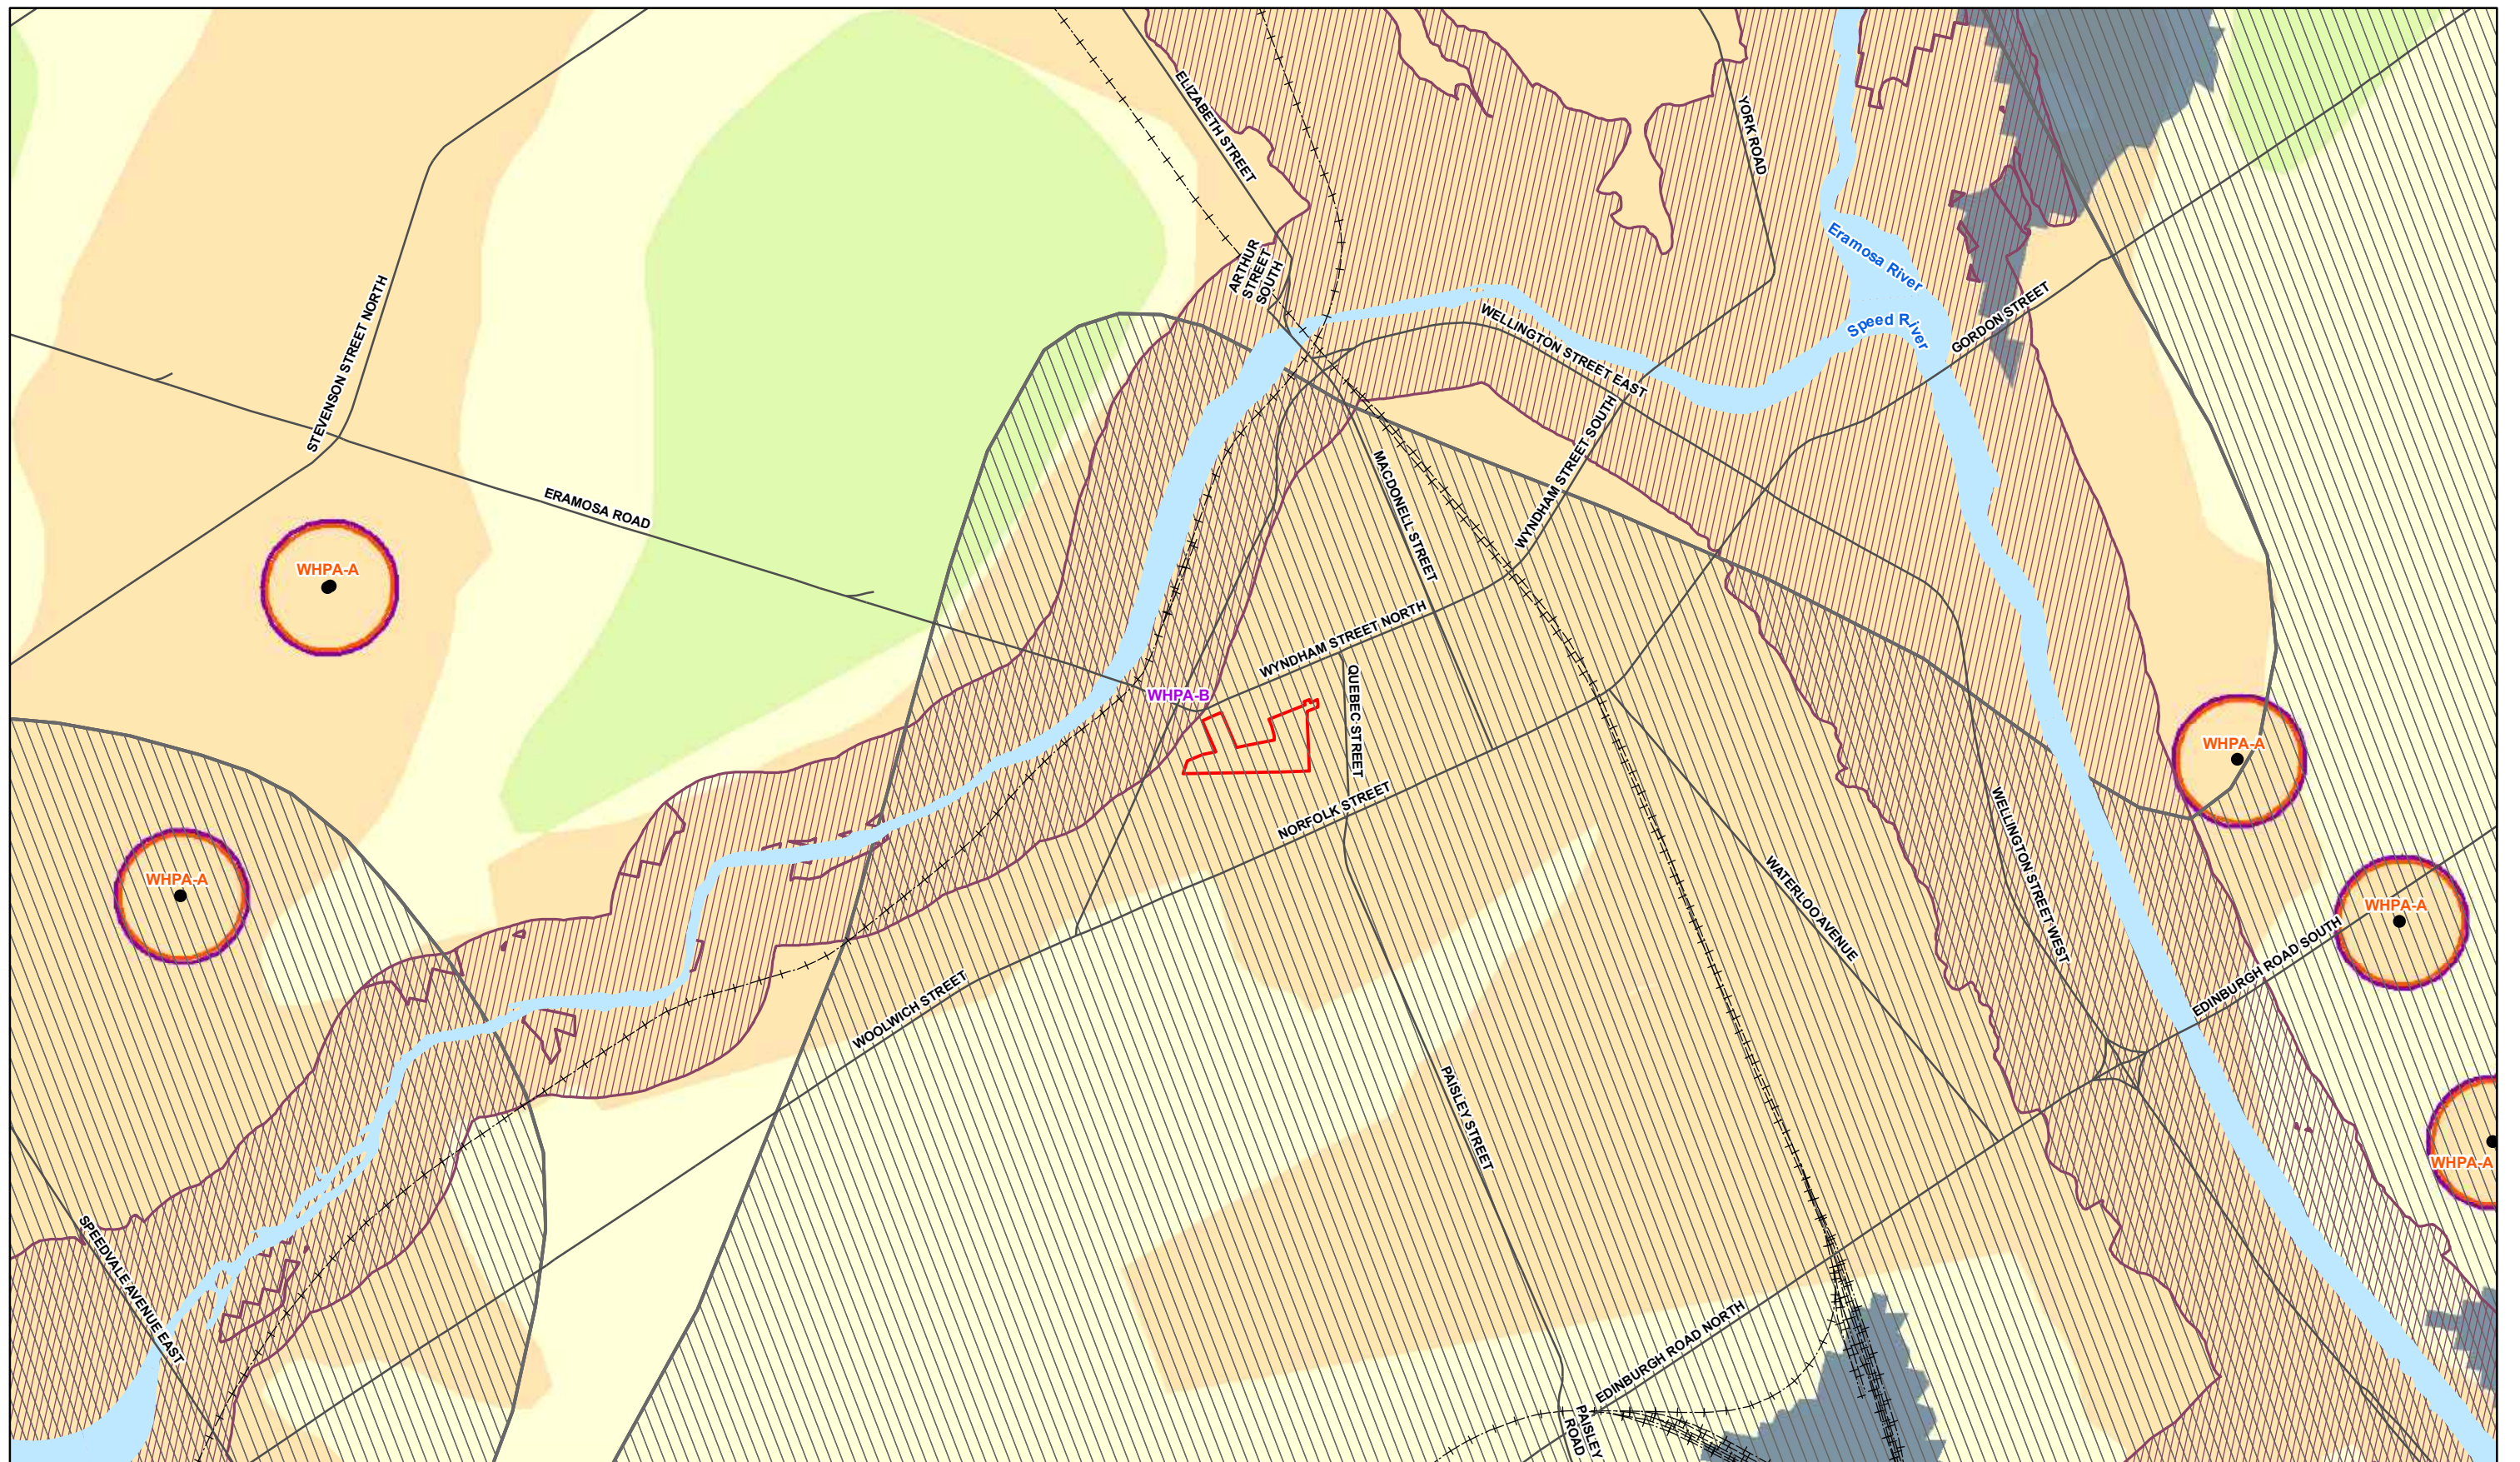 ELIZABETH STREET
YORK ROAD
ARTHUR
STREET
SOUTH
Eramosa River
Speed River
GORDON STREET
WELLINGTON STREET EAST
STEVENSON STREET NORTH
WYNDHAM STREET SOUTH
MACDONELL STREET
ERAMOSA ROAD
WHPA-A
WYNDHAM STREET NORTH
WHPA-B
QUEBEC STREET
WHPA-A
NORFOLK STREET
WELLINGTON STREET WEST
WATERLOO AVENUE
WHPA-A
WHPA-A
EDINBURGH ROAD SOUTH
WOOLWICH STREET
PAISLEY STREET
WHPA-A
SPEEDVALE AVENUE EAST
EDINBURGH ROAD NORTH
PAISLEY
ROAD